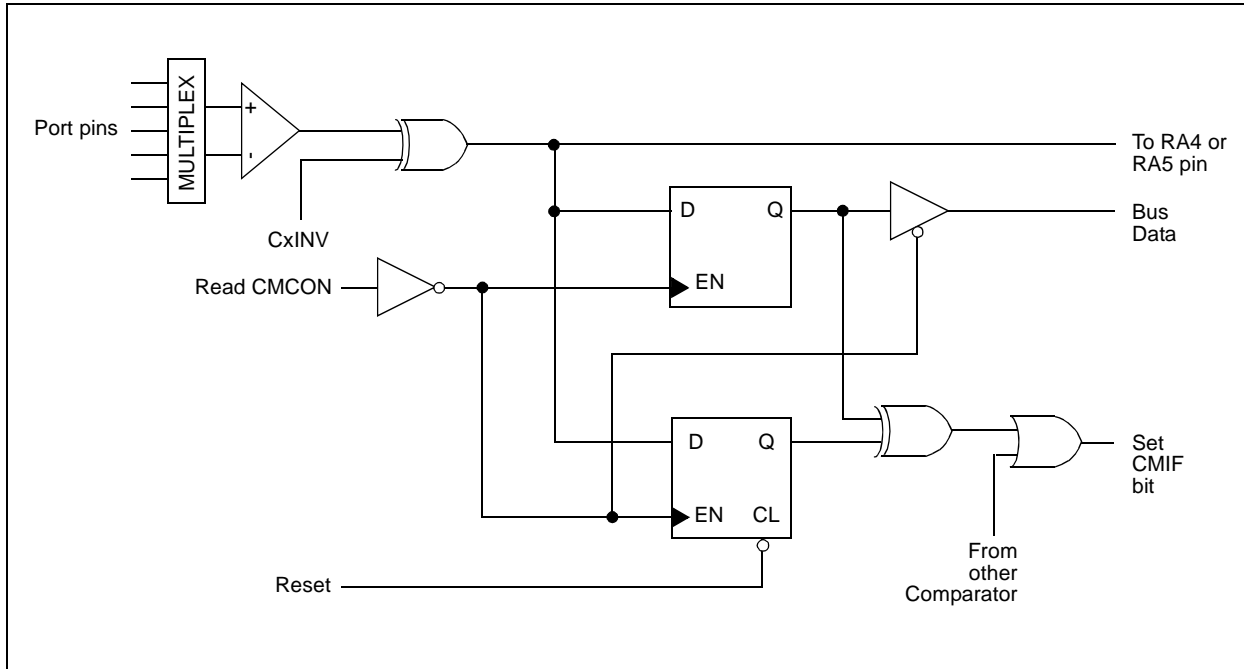 MULTIPLEX
+
-
Port pins
CxINV
To RA4 or
RA5 pin
D
Q
EN
Bus
Data
Read CMCON
D
Q
EN
CL
Set
CMIF
bit
From
other
Comparator
Reset